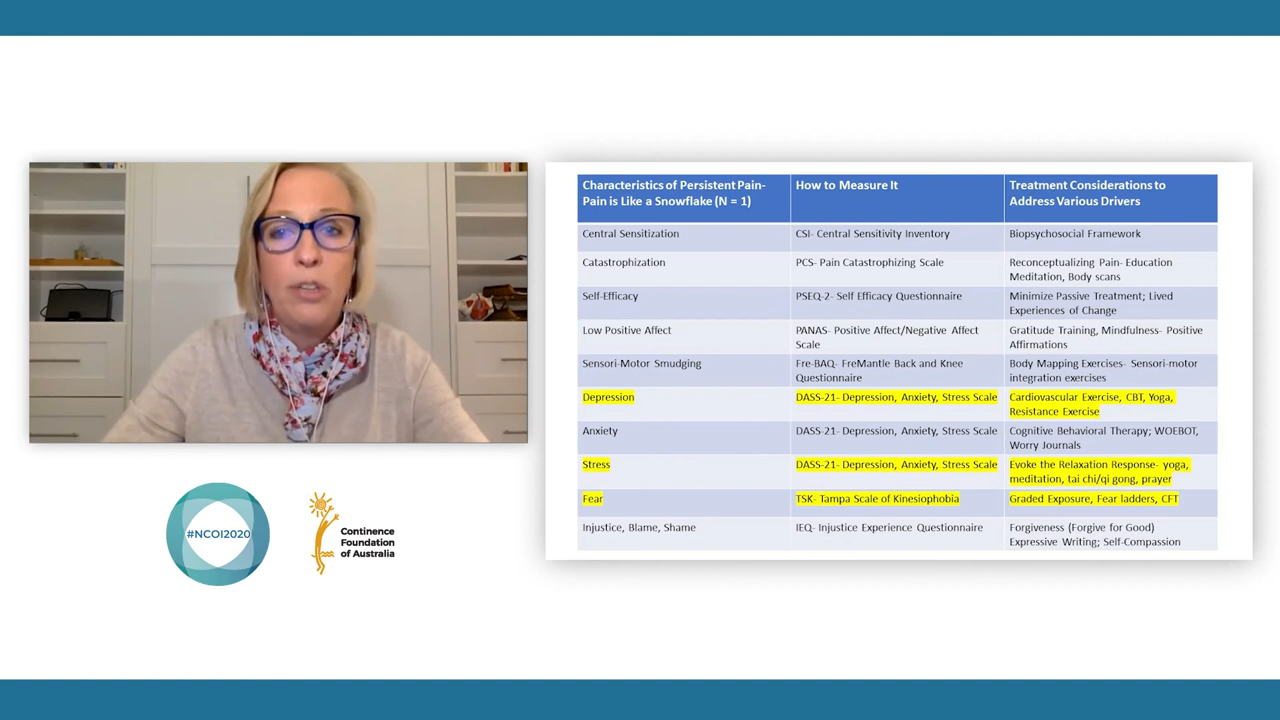 Characteristics of Persistent Pain-
Pain is Like a Snowflake (N = 1)
How to Measure It
Treatment Considerations to
Address Various Drivers
Central Sensitization
CSI- Central Sensitivity Inventory
Biopsychosocial Framework
Catastrophization
PCS- Pain Catastrophizing Scale
Reconceptualizing Pain- Education
Meditation, Body scans
Self-Efficacy
PSEQ-2- Self Efficacy Questionnaire
Minimize Passive Treatment; Lived
Experiences of Change
Low Positive Affect
PANAS- Positive Affect/Negative Affect
Scale
Gratitude Training, Mindfulness- Positive
Affirmations
Sensori-Motor Smudging
Fre-BAQ- FreMantle Back and Knee
Questionnaire
Body Mapping Exercises- Sensori-motor
integration exercises
Depression
DASS-21- Depression, Anxiety, Stress Scale
Cardiovascular Exercise, CBT, Yoga,
Resistance Exercise
Anxiety
DASS-21- Depression, Anxiety, Stress Scale
Cognitive Behavioral Therapy; WOEBOT,
Worry Journals
Stress
DASS-21- Depression, Anxiety, Stress Scale
Evoke the Relaxation Response- yoga,
meditation, tai chi/qi gong, prayer
Fear
TSK- Tampa Scale of Kinesiophobia
Graded Exposure, Fear ladders, CFT
Injustice, Blame, Shame
IEQ- Injustice Experience Questionnaire
Forgiveness (Forgive for Good)
Expressive Writing; Self-Compassion
#NCOI2020
Continence
Foundation
of Australia